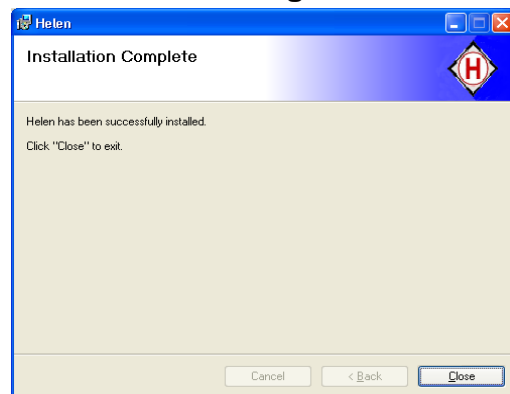 Helen
Installation Complete
H
Helen has been successfully installed.
Click "Close" to exit.
Cancel
< Back
Close